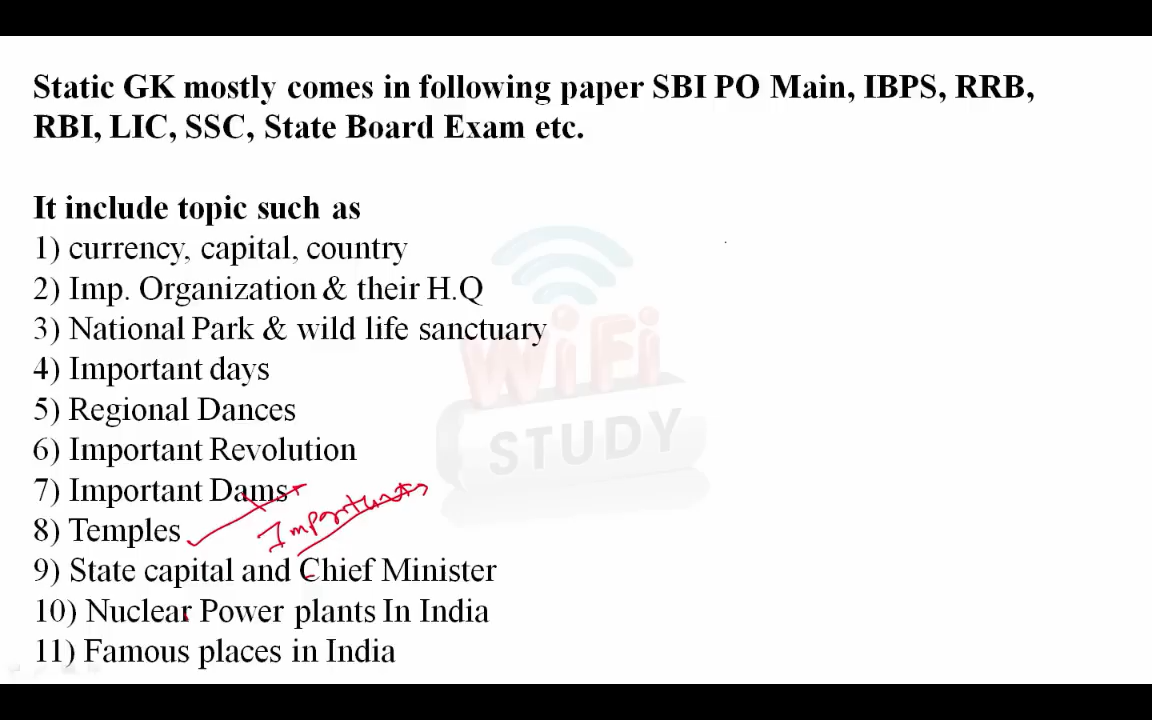 Static GK mostly comes in following paper SBI PO Main, IBPS, RRB,
RBI, LIC, SSC, State Board Exam etc.
It include topic such as
1) currency, capital, country
2) Imp. Organization & their H.Q
3) National Park & wild life sanctuary
4) Important days
5) Regional Dances
6) Important Revolution
7) Important Dams
8) Temples
Important
9) State capital and Chief Minister
10) Nuclear Power plants In India
11) Famous places in India
WiFi
STUDY